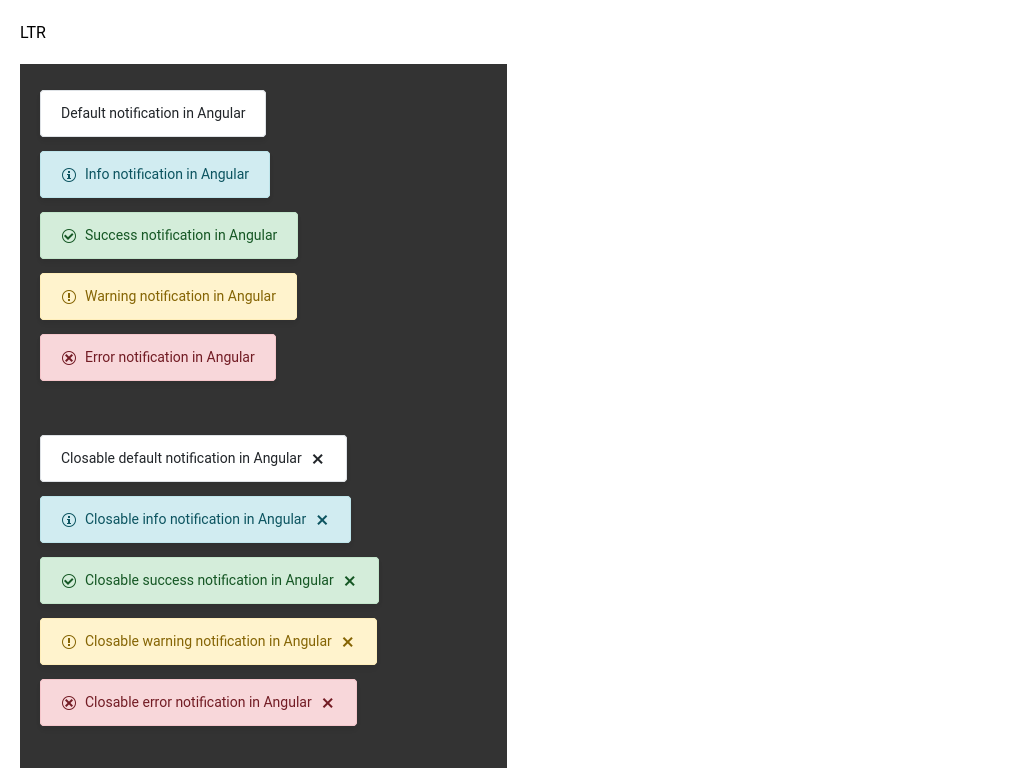 LTR
Default notification in Angular
Info notification in Angular
Success notification in Angular
Warning notification in Angular
Error notification in Angular
Closable default notification in Angular
Closable info notification in Angular
Closable success notification in Angular
Closable warning notification in Angular
Closable error notification in Angular